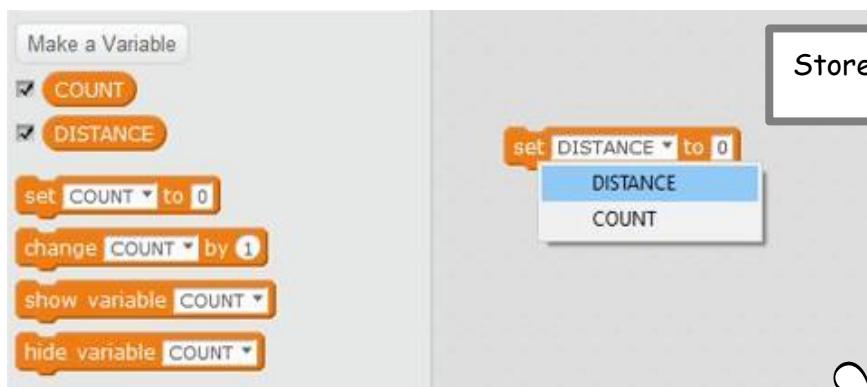 Make a Variable
COUNT
DISTANCE
set COUNT to 0
change COUNT by 1
show variable COUNT
hide variable COUNT
set DISTANCE to 0
DISTANCE
COUNT
Store